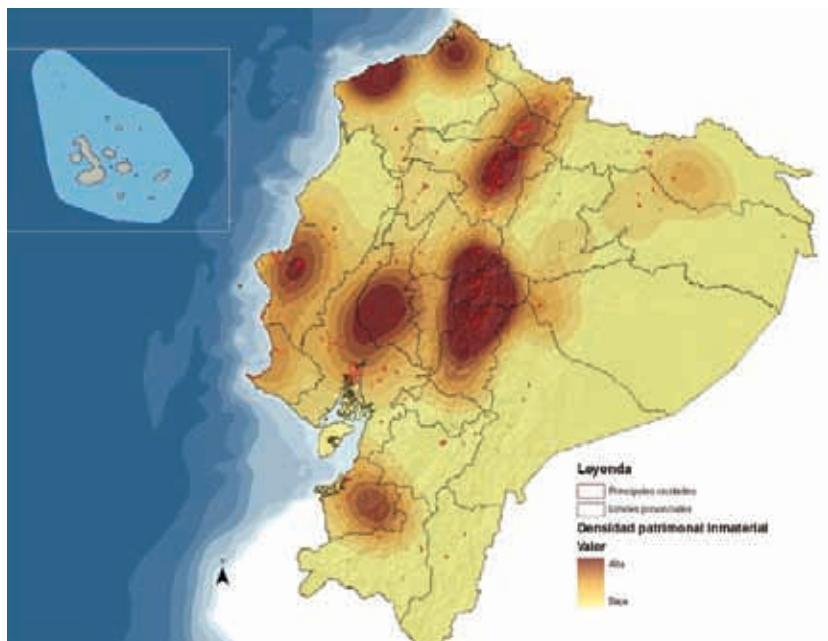 Leyenda
Principales ciudades
Límites provinciales
Densidad patrimonial inmaterial
Valor
Alta
Baja